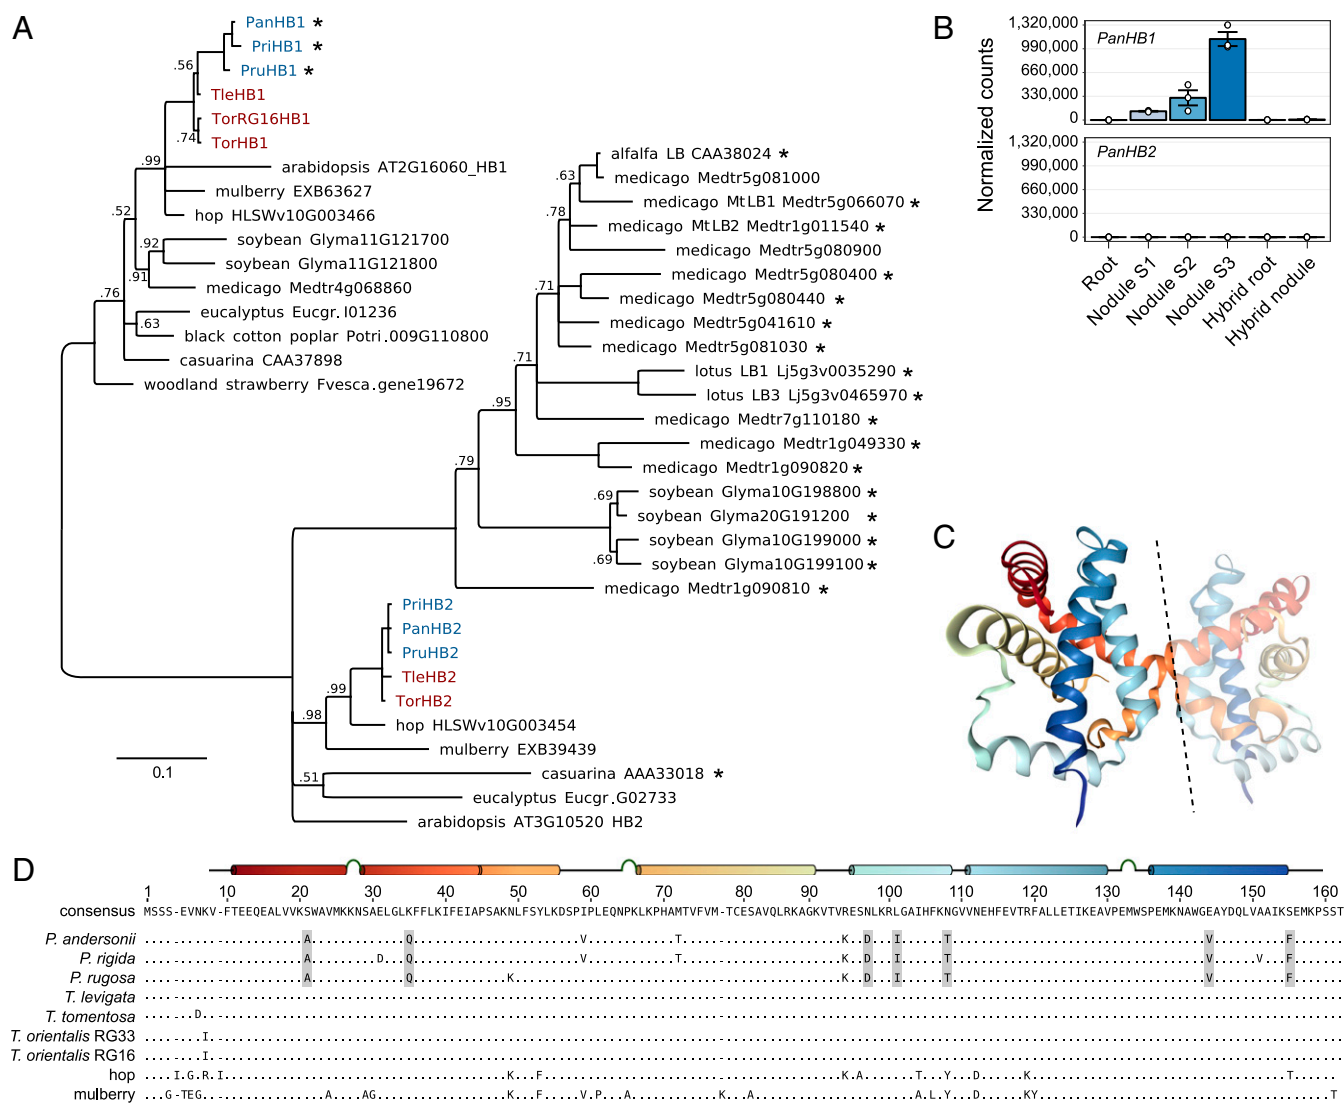 A
PanHB1 *
PriHB1 *
PruHB1 *
.56
TleHB1
TorRG16HB1
.74
TorHB1
.99
arabidopsis AT2G16060_HB1
mulberry EXB63627
.52
hop HLSWv10G003466
.92
soybean Glyma11G121700
soybean Glyma11G121800
.91
medicago Medtr4g068860
.76
eucalyptus Eucgr.I01236
.63
black cotton poplar Potri.009G110800
casuarina CAA37898
woodland strawberry Fvesca.gene19672
alfalfa LB CAA38024 *
.63
medicago Medtr5g081000
medicago MtLB1 Medtr5g066070 *
.78
medicago MtLB2 Medtr1g011540 *
medicago Medtr5g080900
medicago Medtr5g080400 *
.71
medicago Medtr5g080440 *
medicago Medtr5g041610 *
medicago Medtr5g081030 *
.71
lotus LB1 Lj5g3v0035290 *
lotus LB3 Lj5g3v0465970 *
.95
medicago Medtr7g110180 *
medicago Medtr1g049330 *
.79
medicago Medtr1g090820 *
.69
soybean Glyma10G198800 *
soybean Glyma20G191200 *
soybean Glyma10G199000 *
.69
soybean Glyma10G199100 *
medicago Medtr1g090810 *
PriHB2
PanHB2
PruHB2
TleHB2
.99
TorHB2
.98
hop HLSWv10G003454
mulberry EXB39439
.51
casuarina AAA33018 *
eucalyptus Eucgr.G02733
arabidopsis AT3G10520 HB2
0.1
B
Normalized counts
1,320,000
990,000
660,000
330,000
0
PanHB1
1,320,000
990,000
660,000
330,000
0
PanHB2
Root
Nodule S1
Nodule S2
Nodule S3
Hybrid root
Hybrid nodule
C
D
1 10 20 30 40 50 60 70 80 90 100 110 120 130 140 150 160
consensus MSSS-EVNKV-FTEEQEALVVKSWAVMKKNSAELGLKFFLKIFEIAPSAKNLFSYLKDSPIPLEQNPKLKPHAMTVFVM-TCESAVQLRKAGKVTVRESNLKRLGAIHFKNGVVNEHFEVTRFALLETIKEAVPEMWSPEMKNAWGEAYDQLVAAIKSEMKPSST
P. andersonii A Q V T - K D I T V F
P. rigida A D Q V T - K D I T V V F
P. rugosa A Q K - K D I T V F
T. levigata
T. tomentosa D
T. orientalis RG33 I
T. orientalis RG16 I
hop I.G.R.I K F KA T Y D R T
mulberry G-TEG A AG K F V.P A K A A.L.Y D RY T